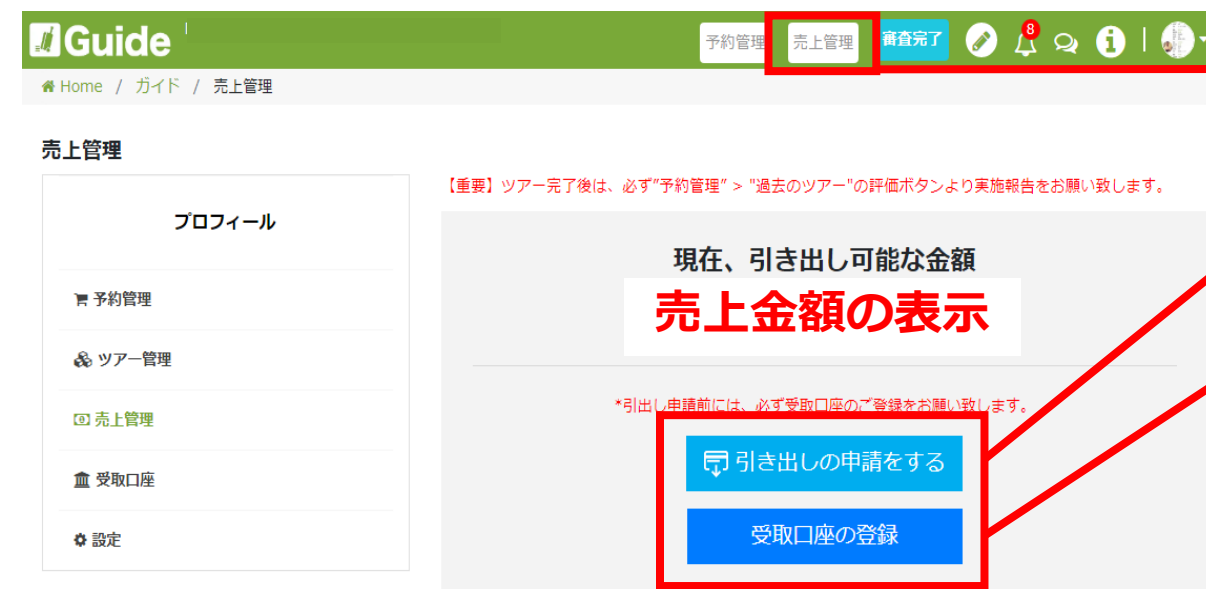 Guide
予約管理
売上管理
審査完了
8
Home / ガイド / 売上管理
売上管理
【重要】ツアー完了後は、必ず"予約管理" > "過去のツアー"の評価ボタンより実施報告をお願い致します。
プロフィール
予約管理
ツアー管理
売上管理
受取口座
設定
現在、引き出し可能な金額
売上金額の表示
*引出し申請前には、必ず受取口座のご登録をお願い致します。
引き出しの申請をする
受取口座の登録